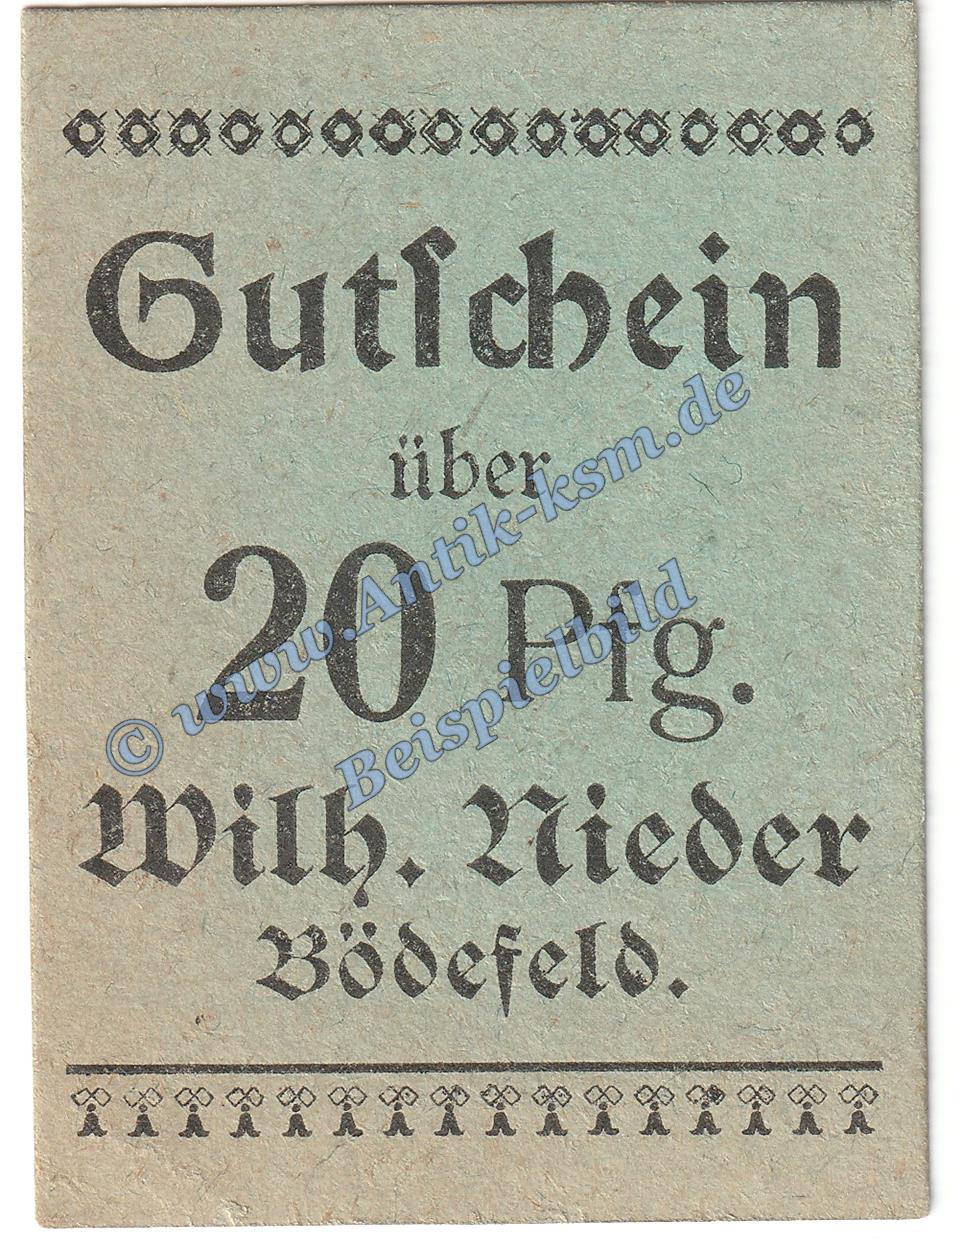 Gutſchein
über
20 Pfg.
Wilh. Nieder
Bödefeld.
© www.Antik-ksm.de
Beispielbild